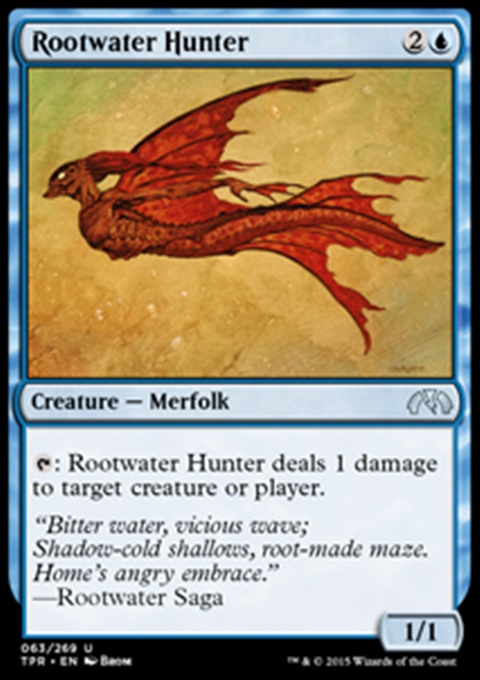 Rootwater Hunter 2
Creature — Merfolk
: Rootwater Hunter deals 1 damage
to target creature or player.
“Bitter water, vicious wave;
Shadow-cold shallows, root-made maze.
Home’s angry embrace.”
—Rootwater Saga
1/1
063/269 U
TPR • EN Brom
™ & © 2015 Wizards of the Coast